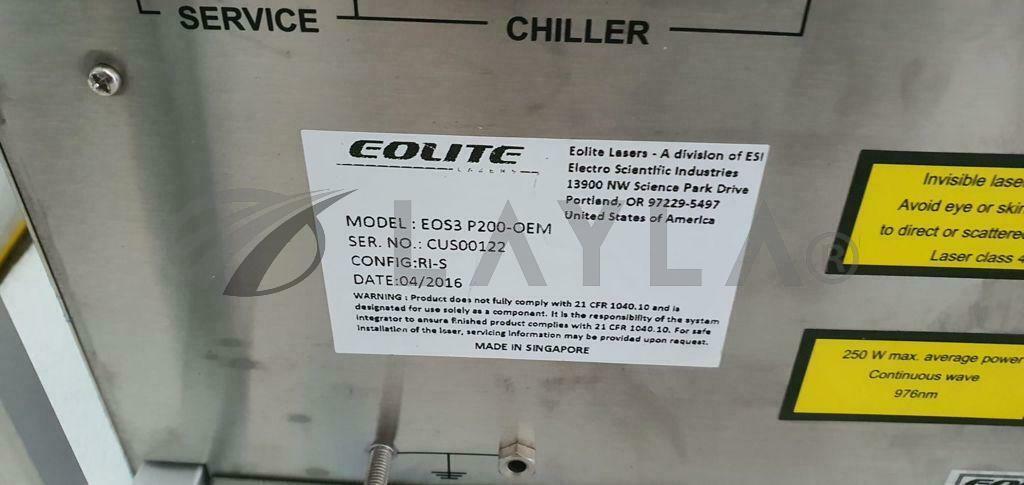 SERVICE
CHILLER
EOLITE
LASERS
Eolite Lasers - A division of ESI
Electro Scientific Industries
13900 NW Science Park Drive
Portland, OR 97229-5497
United States of America
MODEL : EOS3 P200-OEM
SER. NO.: CUS00122
CONFIG:RI-S
DATE:04/2016
WARNING : Product does not fully comply with 21 CFR 1040.10 and is
designated for use solely as a component. It is the responsibility of the system
integrator to ensure finished product complies with 21 CFR 1040.10. For safe
installation of the laser, servicing information may be provided upon request.
MADE IN SINGAPORE
Invisible lase
Avoid eye or skin
to direct or scattere
Laser class 4
250 W max. average power
Continuous wave
976nm
LAYLA®
EOLITE